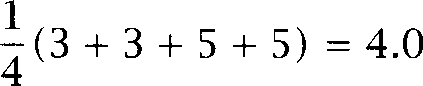 1/4 (3 + 3 + 5 + 5) = 4.0